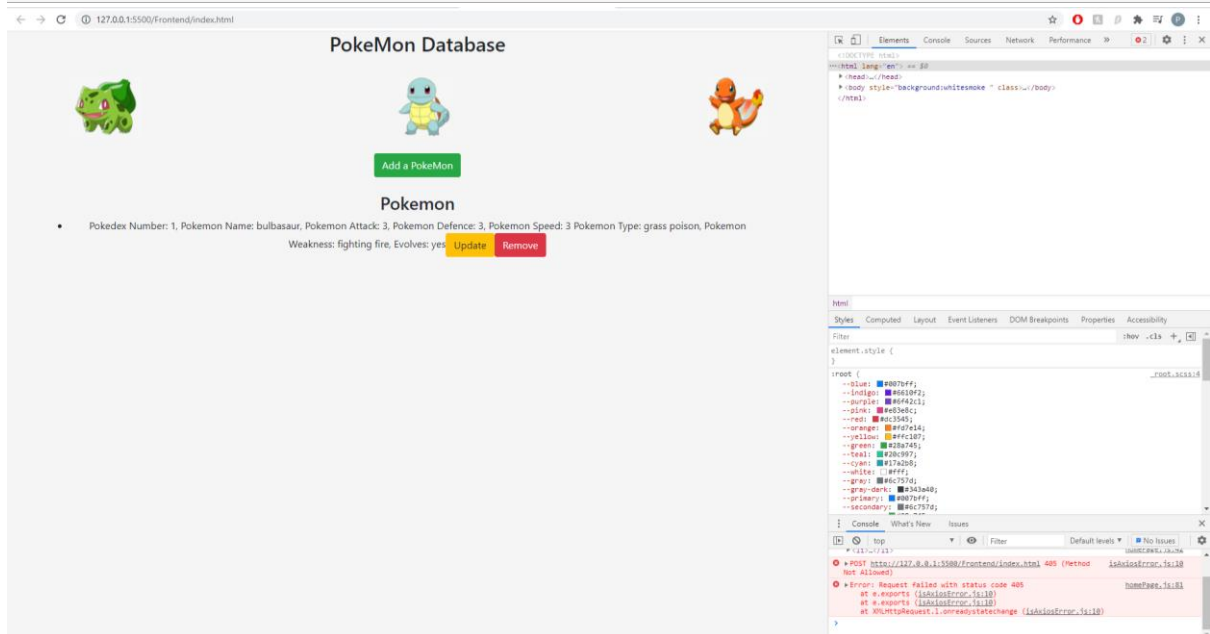 127.0.0.1:5500/Frontend/index.html
PokeMon Database
Add a PokeMon
Pokemon
Pokedex Number: 1, Pokemon Name: bulbasaur, Pokemon Attack: 3, Pokemon Defence: 3, Pokemon Speed: 3 Pokemon Type: grass poison, Pokemon
Weakness: fighting fire, Evolves: yes Update Remove
Elements Console Sources Network Performance » 2
<!DOCTYPE html>
<html lang="en"> == $0
<head>…</head>
<body style="background:whitesmoke " class>…</body>
</html>
html
Styles Computed Layout Event Listeners DOM Breakpoints Properties Accessibility
Filter :hov .cls +
element.style {
}
:root { _root.scss:4
--blue: #007bff;
--indigo: #6610f2;
--purple: #6f42c1;
--pink: #e83e8c;
--red: #dc3545;
--orange: #fd7e14;
--yellow: #ffc107;
--green: #28a745;
--teal: #20c997;
--cyan: #17a2b8;
--white: #fff;
--gray: #6c757d;
--gray-dark: #343a40;
--primary: #007bff;
--secondary: #6c757d;
Console What's New Issues
top Filter Default levels ▼ No Issues
POST http://127.0.0.1:5500/Frontend/index.html 405 (Method isAxiosError.js:10
Not Allowed)
Error: Request failed with status code 405 homePage.js:81
at e.exports (isAxiosError.js:10)
at e.exports (isAxiosError.js:10)
at XMLHttpRequest.l.onreadystatechange (isAxiosError.js:10)